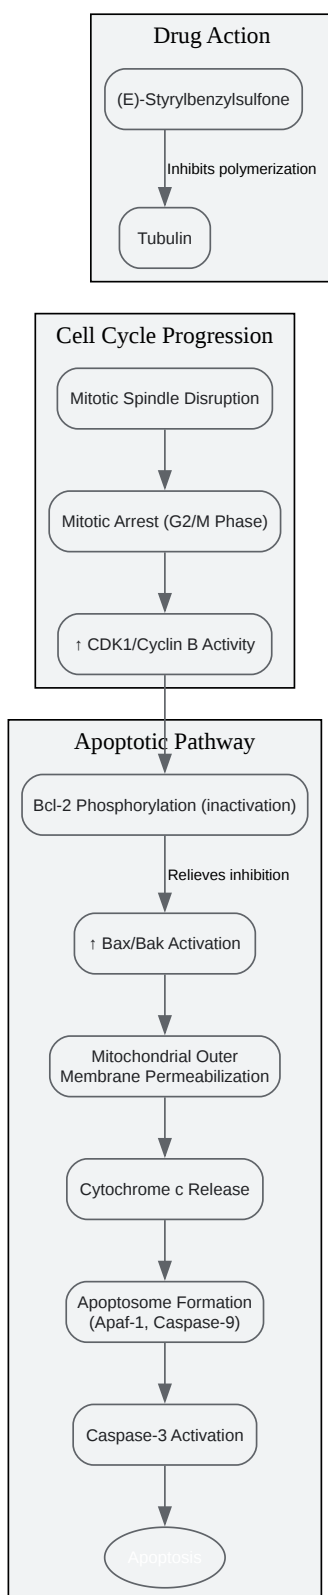 Drug Action
(E)-Styrylbenzylsulfone
Inhibits polymerization
Tubulin
Cell Cycle Progression
Mitotic Spindle Disruption
Mitotic Arrest (G2/M Phase)
↑ CDK1/Cyclin B Activity
Apoptotic Pathway
Bcl-2 Phosphorylation (inactivation)
Relieves inhibition
↑ Bax/Bak Activation
Mitochondrial Outer
Membrane Permeabilization
Cytochrome c Release
Apoptosome Formation
(Apaf-1, Caspase-9)
Caspase-3 Activation
Apoptosis